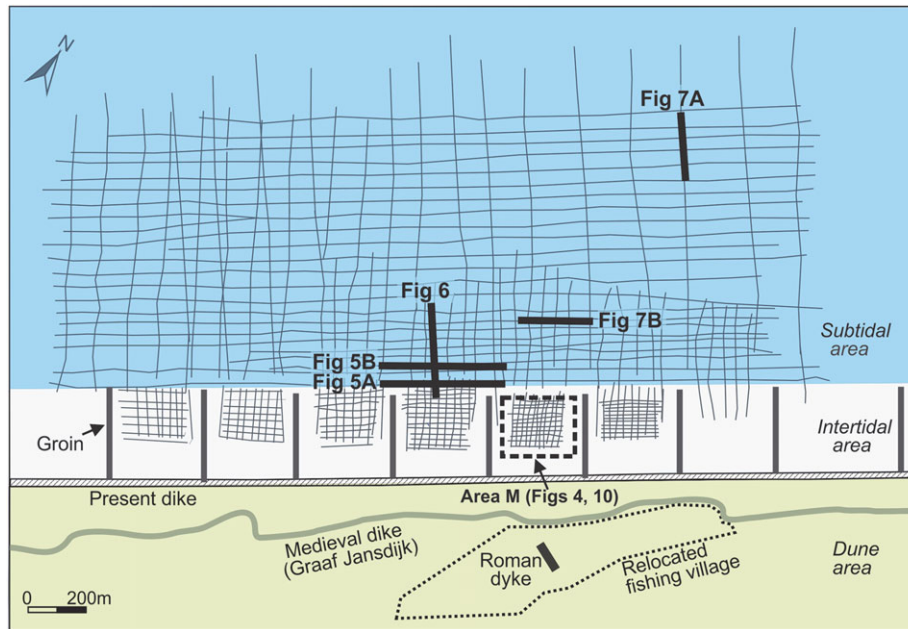 N
Fig 7A
Fig 6
Fig 7B
Fig 5B
Fig 5A
Subtidal
area
Groin
Intertidal
area
Present dike
Area M (Figs 4, 10)
Medieval dike
(Graaf Jansdijk)
Roman
dyke
Relocated
fishing village
Dune
area
0 200m